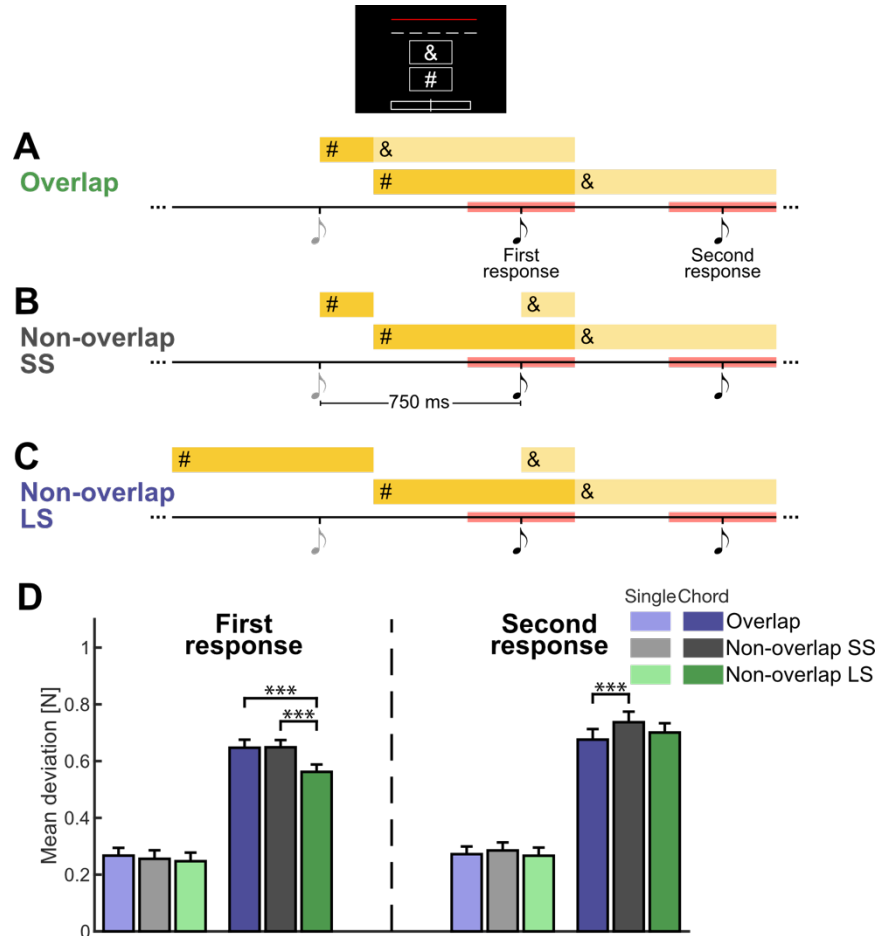 &
#
A
Overlap
# &
# &
... ...
First
response
Second
response
B
Non-overlap
SS
# &
# &
... ...
750 ms
C
Non-overlap
LS
# &
# &
... ...
D
First
response
Second
response
Single Chord
Overlap
Non-overlap SS
Non-overlap LS
Mean deviation [N]
1
0.8
0.6
0.4
0.2
0
***
***
***